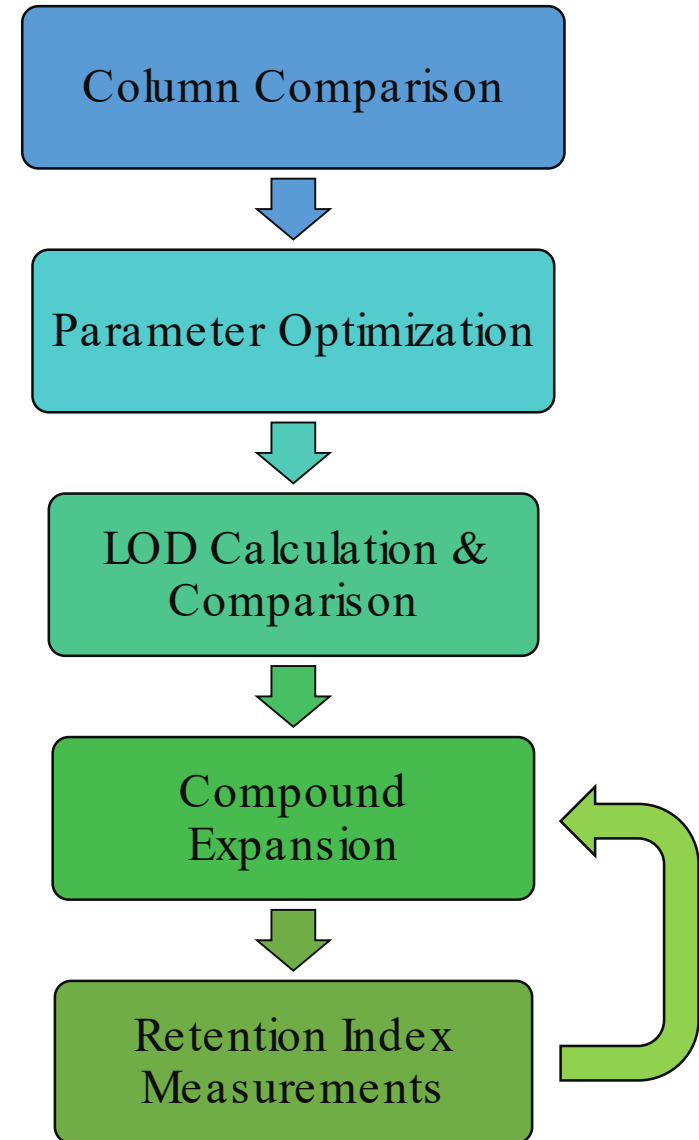 Column Comparison
Parameter Optimization
LOD Calculation &
Comparison
Compound
Expansion
Retention Index
Measurements